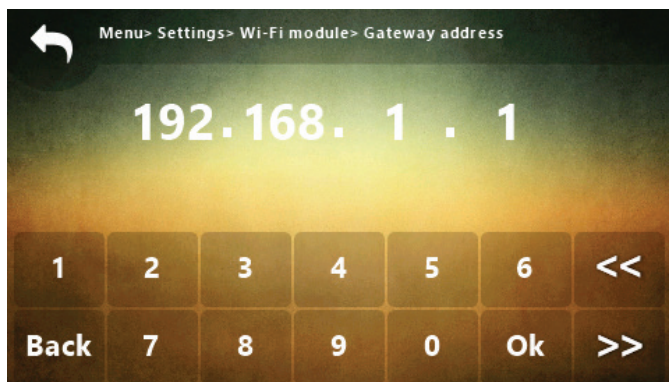 Menu> Settings> Wi-Fi module> Gateway address
192.168. 1 . 1
1 2 3 4 5 6 <<
Back 7 8 9 0 Ok >>